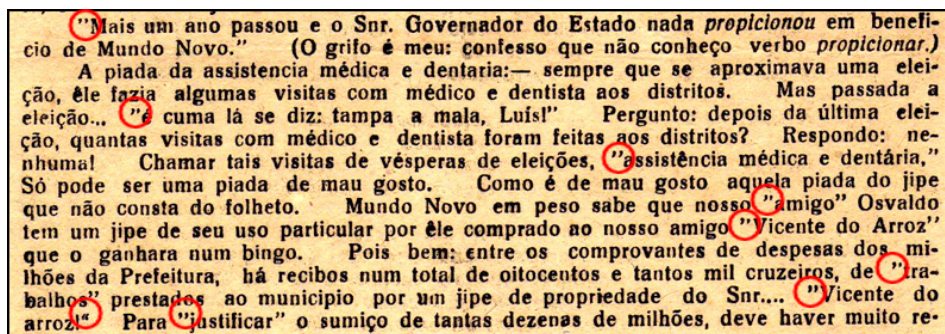 ”Mais um ano passou e o Snr. Governador do Estado nada propicionou em benefi-
cio de Mundo Novo.” (O grifo é meu: confesso que não conheço verbo propicionar.)
A piada da assistencia médica e dentaria:— sempre que se aproximava uma elei-
ção, êle fazia algumas visitas com médico e dentista aos distritos. Mas passada a
eleição... ”é cuma lá se diz: tampa a mala, Luís!” Pergunto: depois da última elei-
ção, quantas visitas com médico e dentista foram feitas aos distritos? Respondo: ne-
nhuma! Chamar tais visitas de vésperas de eleições, ”assistência médica e dentária,”
Só pode ser uma piada de mau gosto. Como é de mau gosto aquela piada do jipe
que não consta do folheto. Mundo Novo em peso sabe que nosso ”amigo” Osvaldo
tem um jipe de seu uso particular por êle comprado ao nosso amigo ”Vicente do Arroz”
que o ganhara num bingo. Pois bem: entre os comprovantes de despesas dos mi-
lhões da Prefeitura, há recibos num total de oitocentos e tantos mil cruzeiros, de ”tra-
balhos” prestados ao municipio por um jipe de propriedade do Snr.... ”Vicente do
arroz!“ Para ”justificar” o sumiço de tantas dezenas de milhões, deve haver muito re-